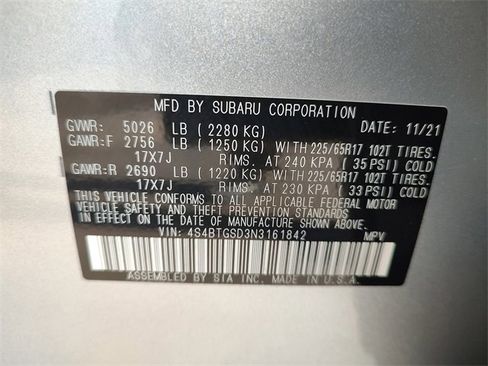 MFD BY SUBARU CORPORATION
GVWR: 5026 LB (2280 KG) DATE: 11/21
GAWR:F 2756 LB (1250 KG) WITH 225/65R17 102T TIRES.
17X7J RIMS. AT 240 KPA (35 PSI) COLD
GAWR:R 2690 LB (1220 KG) WITH 225/65R17 102T TIRES.
17X7J RIMS. AT 230 KPA (33 PSI) COLD
THIS VEHICLE CONFORMS TO ALL APPLICABLE FEDERAL MOTOR
VEHICLE SAFETY AND THEFT PREVENTION STANDARDS
IN EFFECT ON THE DATE OF MANUFACTURE SHOWN ABOVE.
VIN: 4S4BTGSD3N3161842 MPV
ASSEMBLED BY SIA INC. MADE IN U.S.A.